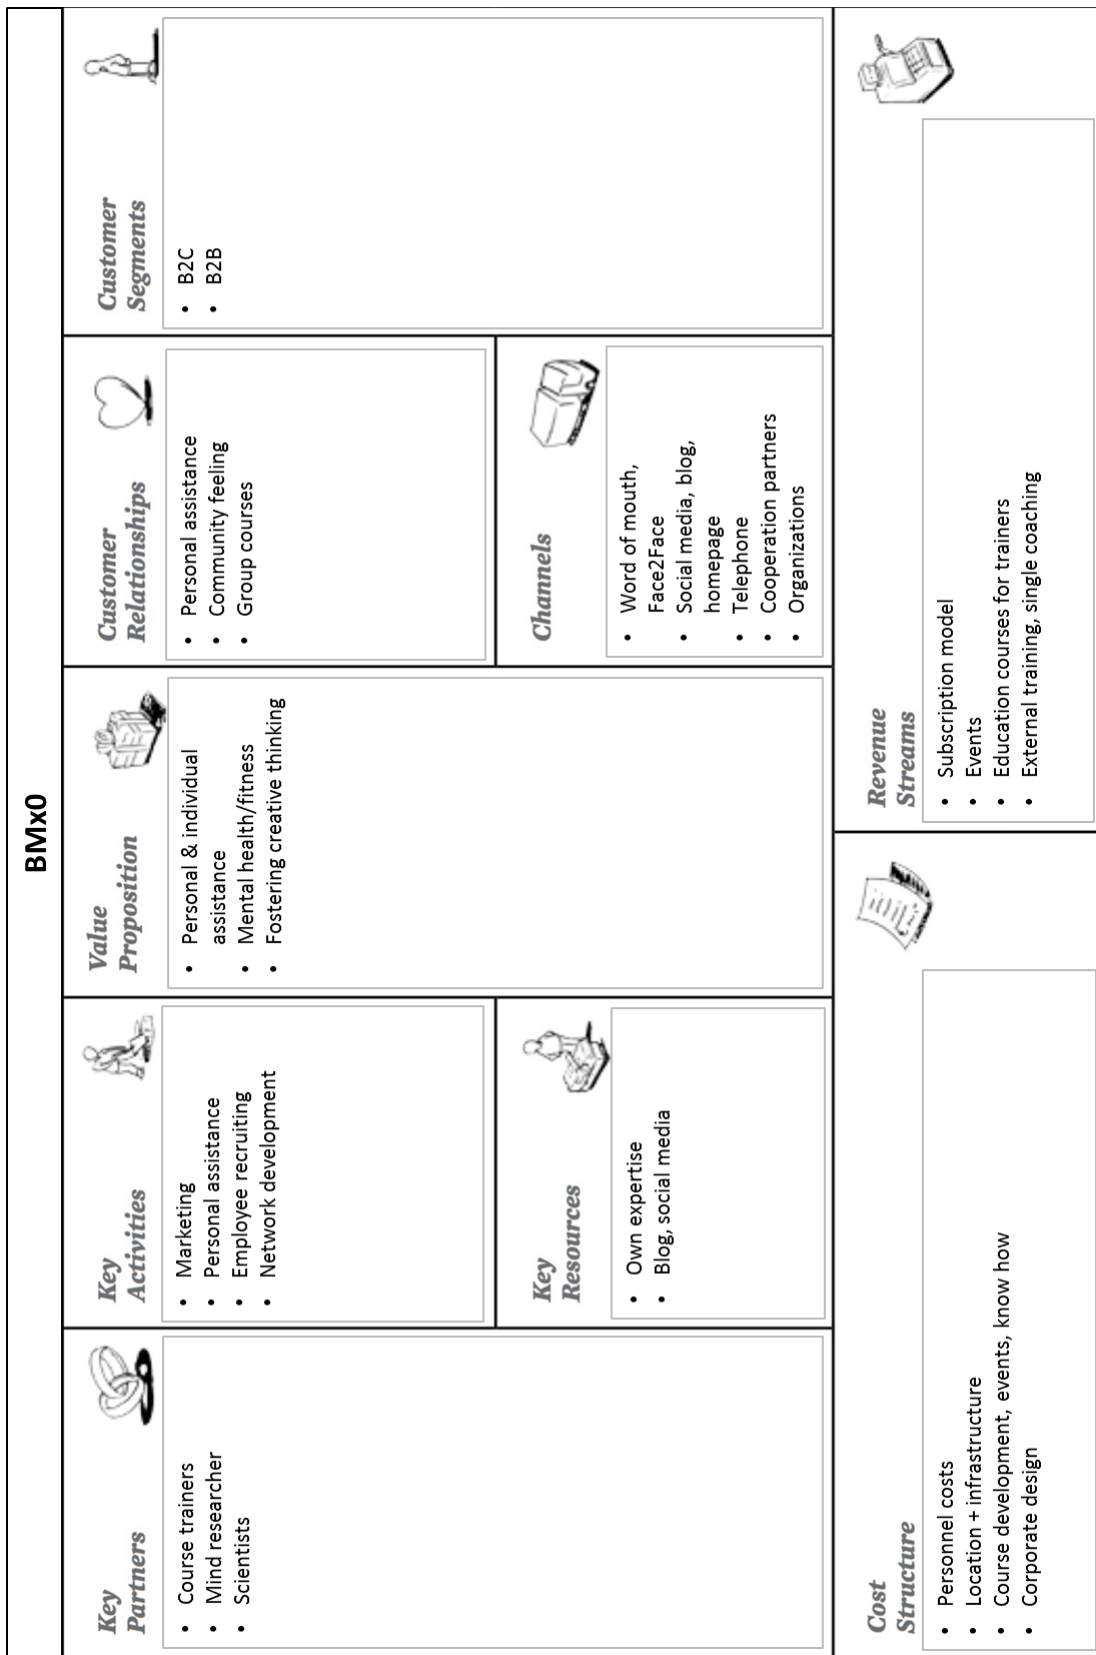 BMx0
Key
Partners
• Course trainers
• Mind researcher
• Scientists
Key
Activities
• Marketing
• Personal assistance
• Employee recruiting
• Network development
Key
Resources
• Own expertise
• Blog, social media
Value
Proposition
• Personal & individual
assistance
• Mental health/fitness
• Fostering creative thinking
Customer
Relationships
• Personal assistance
• Community feeling
• Group courses
Channels
• Word of mouth,
Face2Face
• Social media, blog,
homepage
• Telephone
• Cooperation partners
• Organizations
Customer
Segments
• B2C
• B2B
Cost
Structure
• Personnel costs
• Location + infrastructure
• Course development, events, know how
• Corporate design
Revenue
Streams
• Subscription model
• Events
• Education courses for trainers
• External training, single coaching